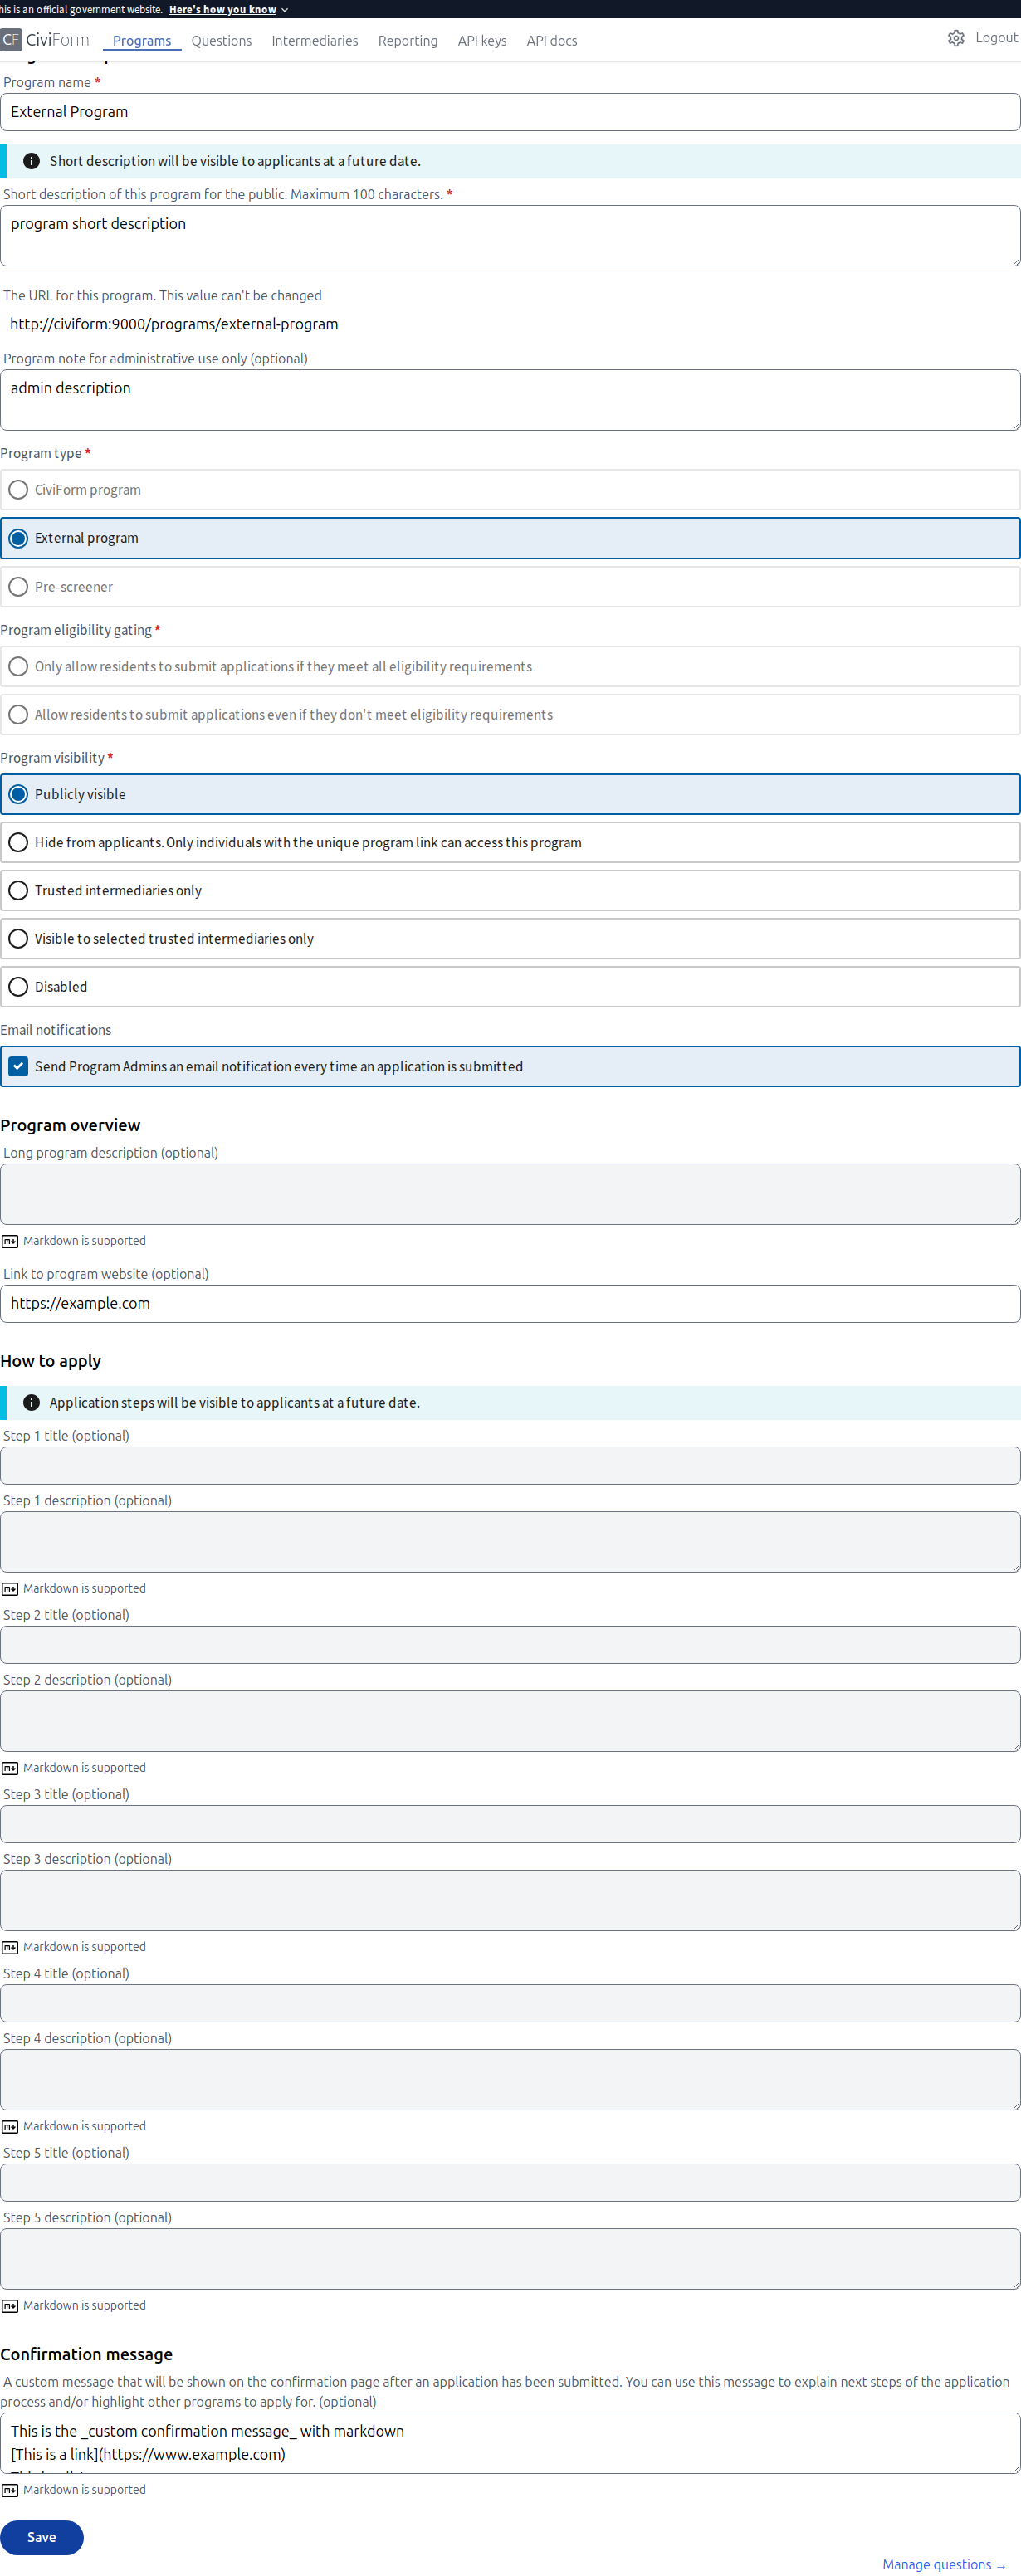 his is an official government website. Here's how you know
CF CiviForm Programs Questions Intermediaries Reporting API keys API docs Logout
Program name *
External Program
Short description will be visible to applicants at a future date.
Short description of this program for the public. Maximum 100 characters. *
program short description
The URL for this program. This value can't be changed
http://civiform:9000/programs/external-program
Program note for administrative use only (optional)
admin description
Program type *
CiviForm program
External program
Pre-screener
Program eligibility gating *
Only allow residents to submit applications if they meet all eligibility requirements
Allow residents to submit applications even if they don't meet eligibility requirements
Program visibility *
Publicly visible
Hide from applicants. Only individuals with the unique program link can access this program
Trusted intermediaries only
Visible to selected trusted intermediaries only
Disabled
Email notifications
Send Program Admins an email notification every time an application is submitted
Program overview
Long program description (optional)
Markdown is supported
Link to program website (optional)
https://example.com
How to apply
Application steps will be visible to applicants at a future date.
Step 1 title (optional)
Step 1 description (optional)
Markdown is supported
Step 2 title (optional)
Step 2 description (optional)
Markdown is supported
Step 3 title (optional)
Step 3 description (optional)
Markdown is supported
Step 4 title (optional)
Step 4 description (optional)
Markdown is supported
Step 5 title (optional)
Step 5 description (optional)
Markdown is supported
Confirmation message
A custom message that will be shown on the confirmation page after an application has been submitted. You can use this message to explain next steps of the application
process and/or highlight other programs to apply for. (optional)
This is the _custom confirmation message_ with markdown
[This is a link](https://www.example.com)
Markdown is supported
Save
Manage questions →